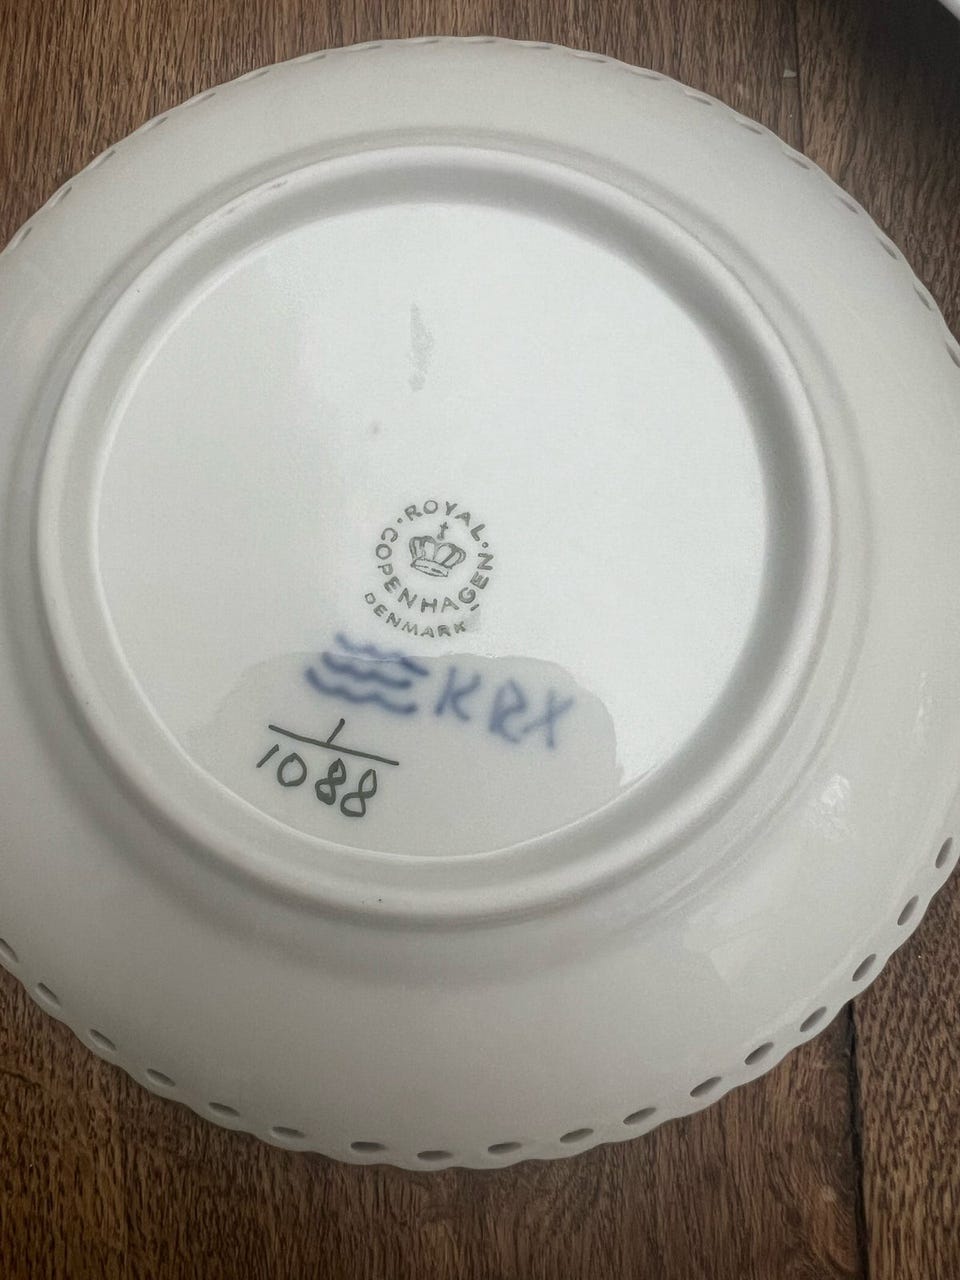 ROYAL
COPENHAGEN
DENMARK
KRX
1
1088